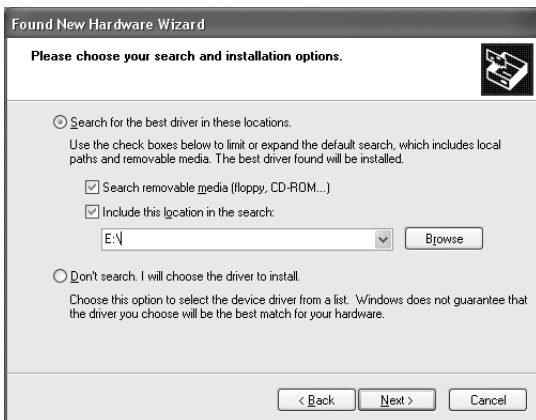 Found New Hardware Wizard
Please choose your search and installation options.
Search for the best driver in these locations.
Use the check boxes below to limit or expand the default search, which includes local
paths and removable media. The best driver found will be installed.
Search removable media (floppy, CD-ROM...)
Include this location in the search:
E:\
Browse
Don't search. I will choose the driver to install.
Choose this option to select the device driver from a list. Windows does not guarantee that
the driver you choose will be the best match for your hardware.
< Back Next > Cancel